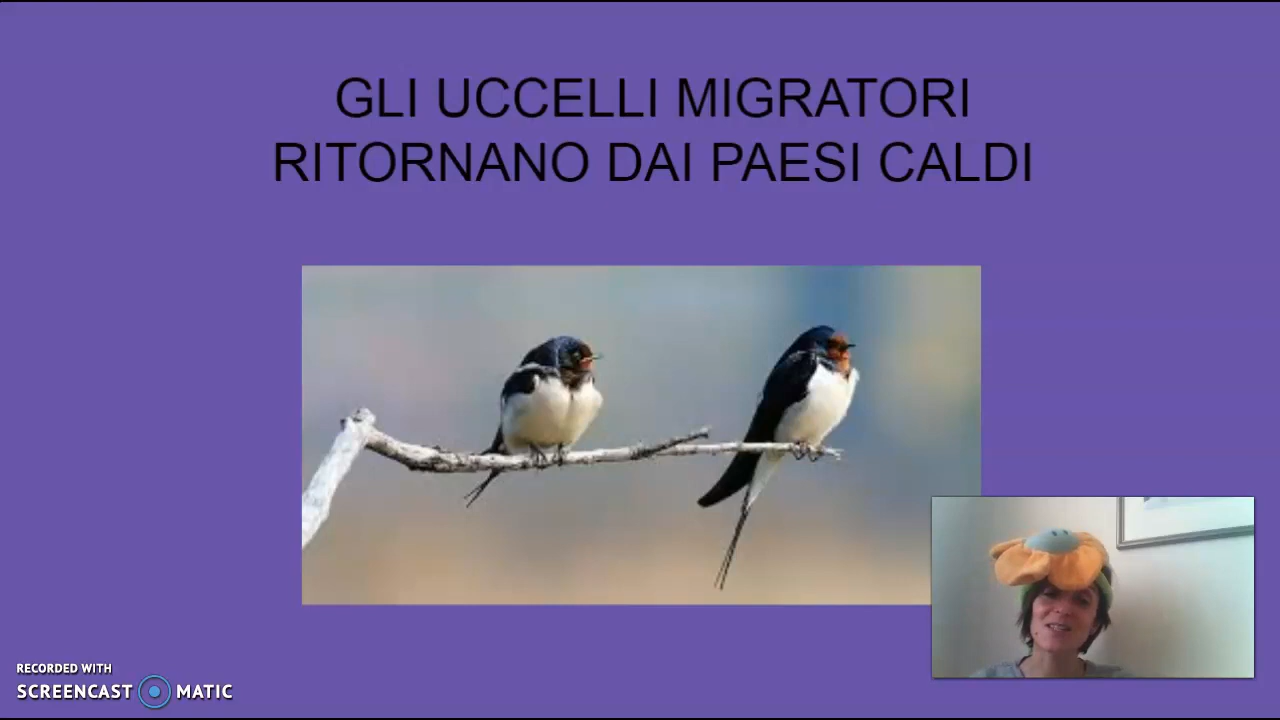 GLI UCCELLI MIGRATORI
RITORNANO DAI PAESI CALDI
RECORDED WITH
SCREENCAST MATIC